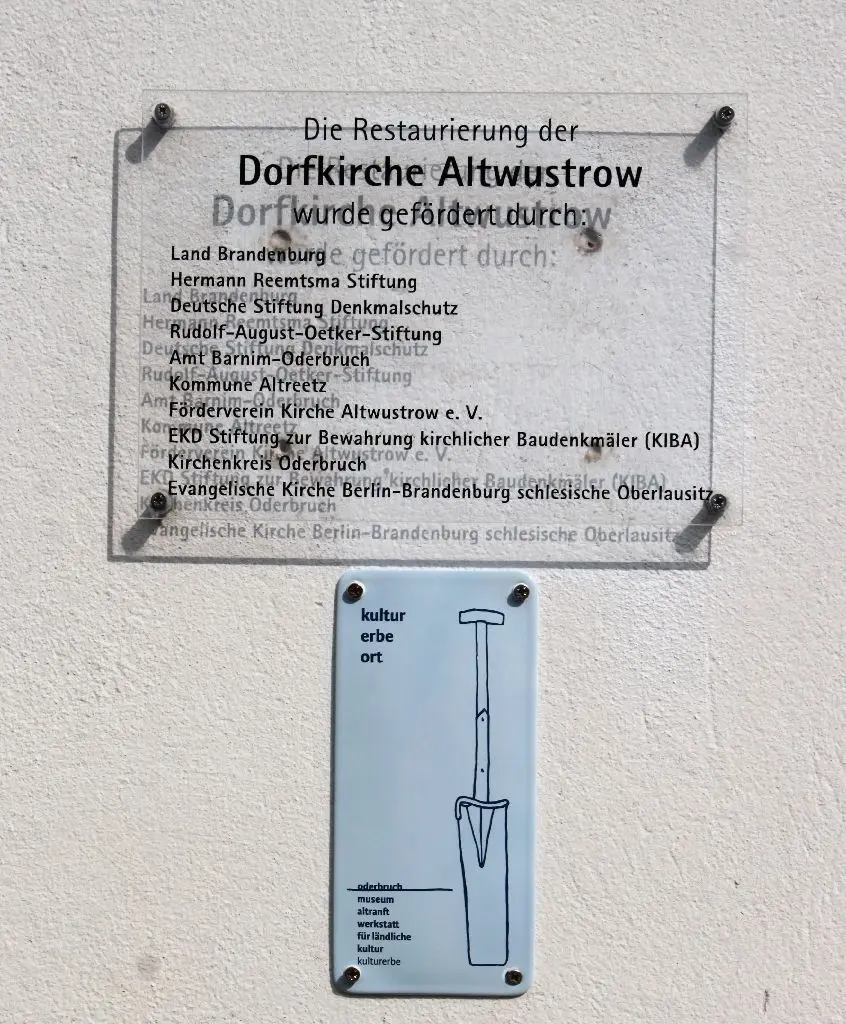 Die Restaurierung der
Dorfkirche Altwustrow
wurde gefördert durch:
Land Brandenburg
Hermann Reemtsma Stiftung
Deutsche Stiftung Denkmalschutz
Rudolf-August-Oetker-Stiftung
Amt Barnim-Oderbruch
Kommune Altreetz
Förderverein Kirche Altwustrow e. V.
EKD Stiftung zur Bewahrung kirchlicher Baudenkmäler (KIBA)
Kirchenkreis Oderbruch
Evangelische Kirche Berlin-Brandenburg schlesische Oberlausitz
kultur
erbe
ort
oderbruch
museum
altranft
werkstatt
für ländliche
kultur
kulturerbe